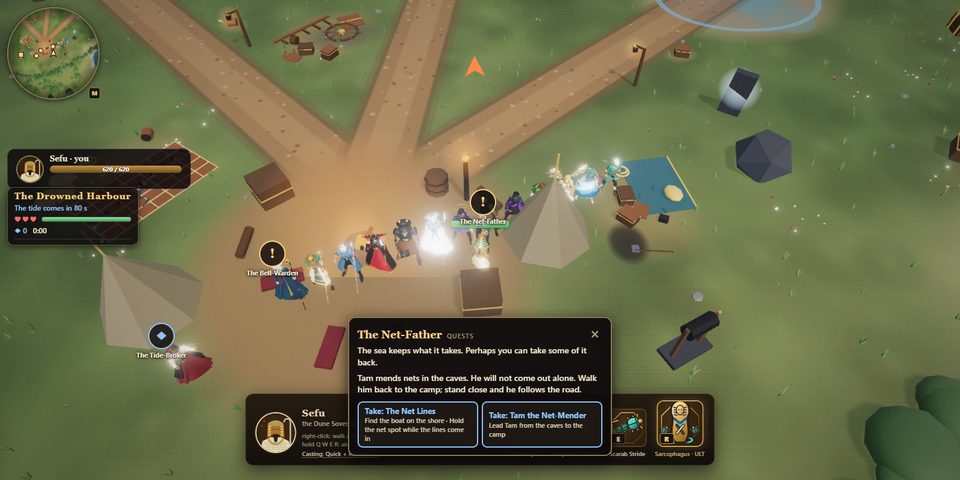 M
Sefu - you
620 / 620
The Drowned Harbour
The tide comes in 80 s
0 0:00
!
The Net-Father
!
The Bell-Warden
The Tide-Broker
The Net-Father QUESTS
The sea keeps what it takes. Perhaps you can take some of it
back.
Tam mends nets in the caves. He will not come out alone. Walk
him back to the camp; stand close and he follows the road.
Take: The Net Lines
Find the boat on the shore · Hold
the net spot while the lines come
in
Take: Tam the Net-Mender
Lead Tam from the caves to the
camp
Sefu
the Dune Sover
right-click: walk
hold Q W E R: ai
Casting: Quick +
E
Scarab Stride
R
Sarcophagus · ULT